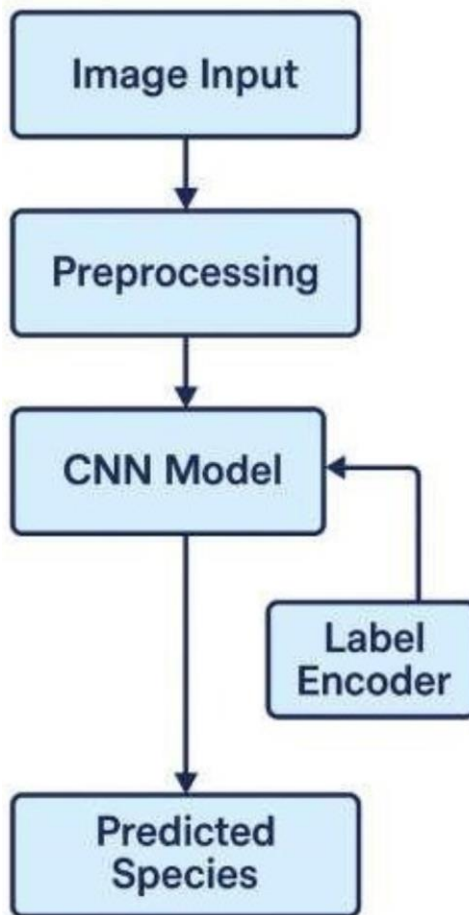 Image Input
Preprocessing
CNN Model
Label
Encoder
Predicted
Species